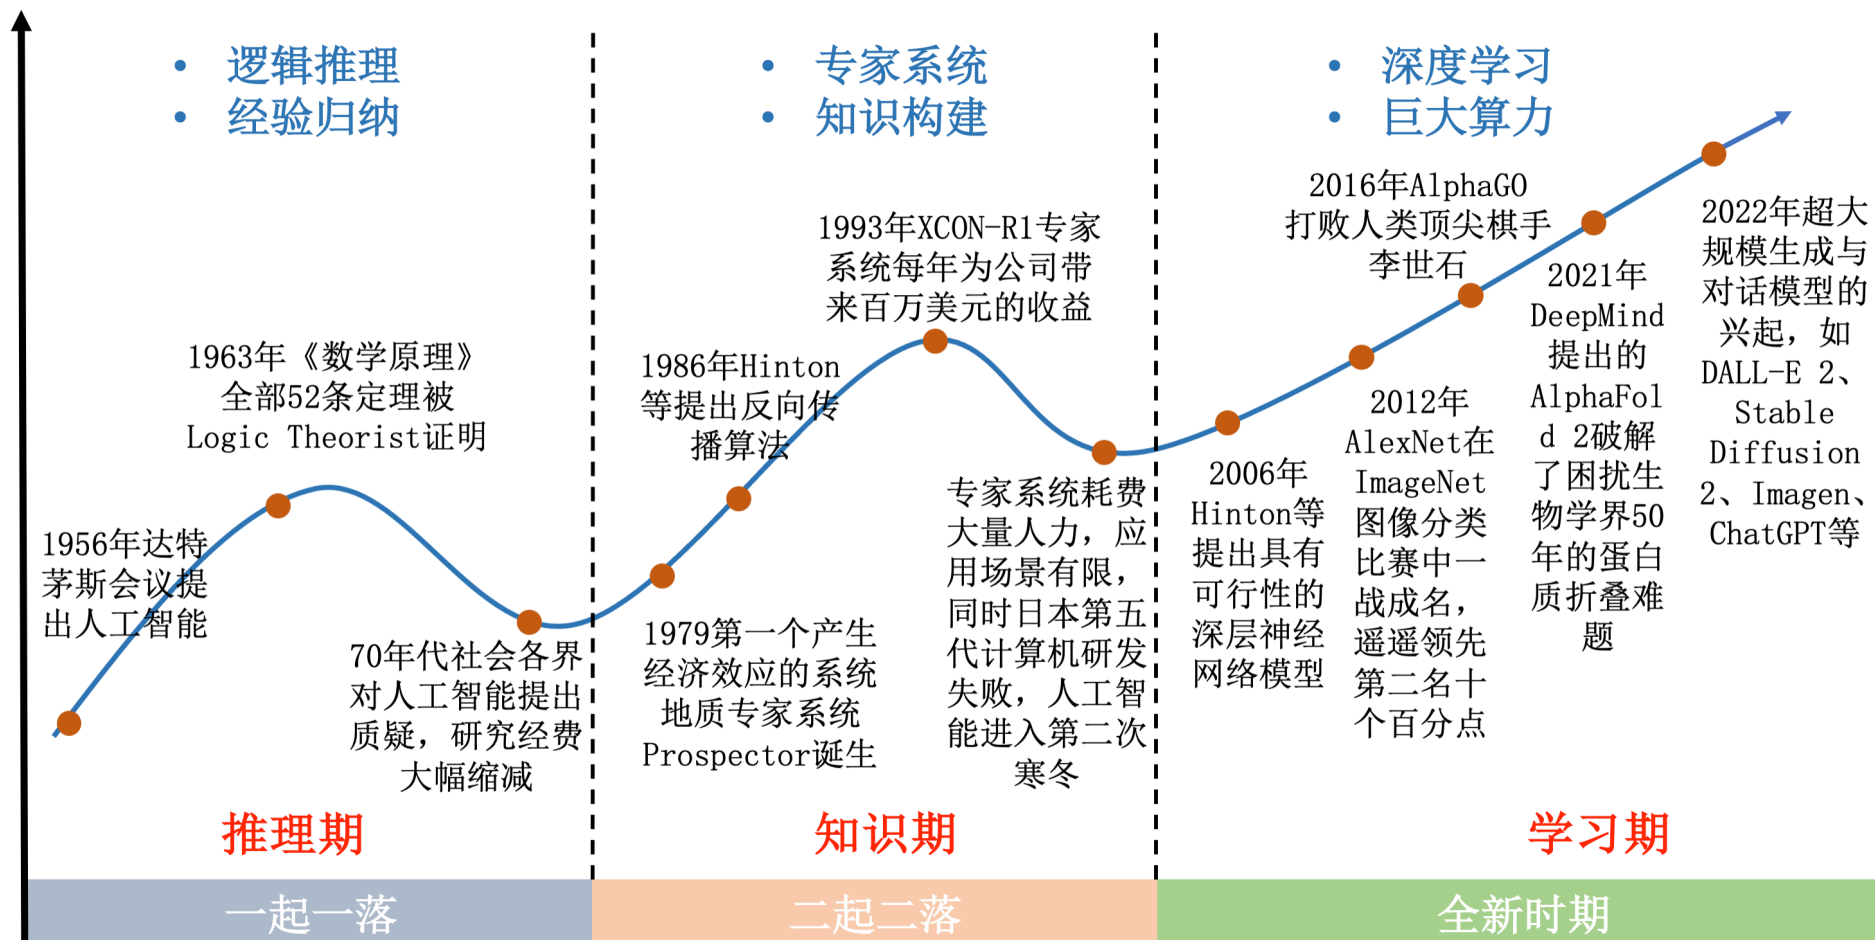 • 逻辑推理
• 经验归纳
1956年达特
茅斯会议提
出人工智能
1963年《数学原理》
全部52条定理被
Logic Theorist证明
70年代社会各界
对人工智能提出
质疑，研究经费
大幅缩减
推理期
一起一落
• 专家系统
• 知识构建
1979第一个产生
经济效应的系统
地质专家系统
Prospector诞生
1986年Hinton
等提出反向传
播算法
1993年XCON-R1专家
系统每年为公司带
来百万美元的收益
专家系统耗费
大量人力，应
用场景有限，
同时日本第五
代计算机研发
失败，人工智
能进入第二次
寒冬
知识期
二起二落
• 深度学习
• 巨大算力
2006年
Hinton等
提出具有
可行性的
深层神经
网络模型
2012年
AlexNet在
ImageNet
图像分类
比赛中一
战成名，
遥遥领先
第二名十
个百分点
2016年AlphaGO
打败人类顶尖棋手
李世石
2021年
DeepMind
提出的
AlphaFol
d 2破解
了困扰生
物学界50
年的蛋白
质折叠难
题
2022年超大
规模生成与
对话模型的
兴起，如
DALL-E 2、
Stable
Diffusion
2、Imagen、
ChatGPT等
学习期
全新时期